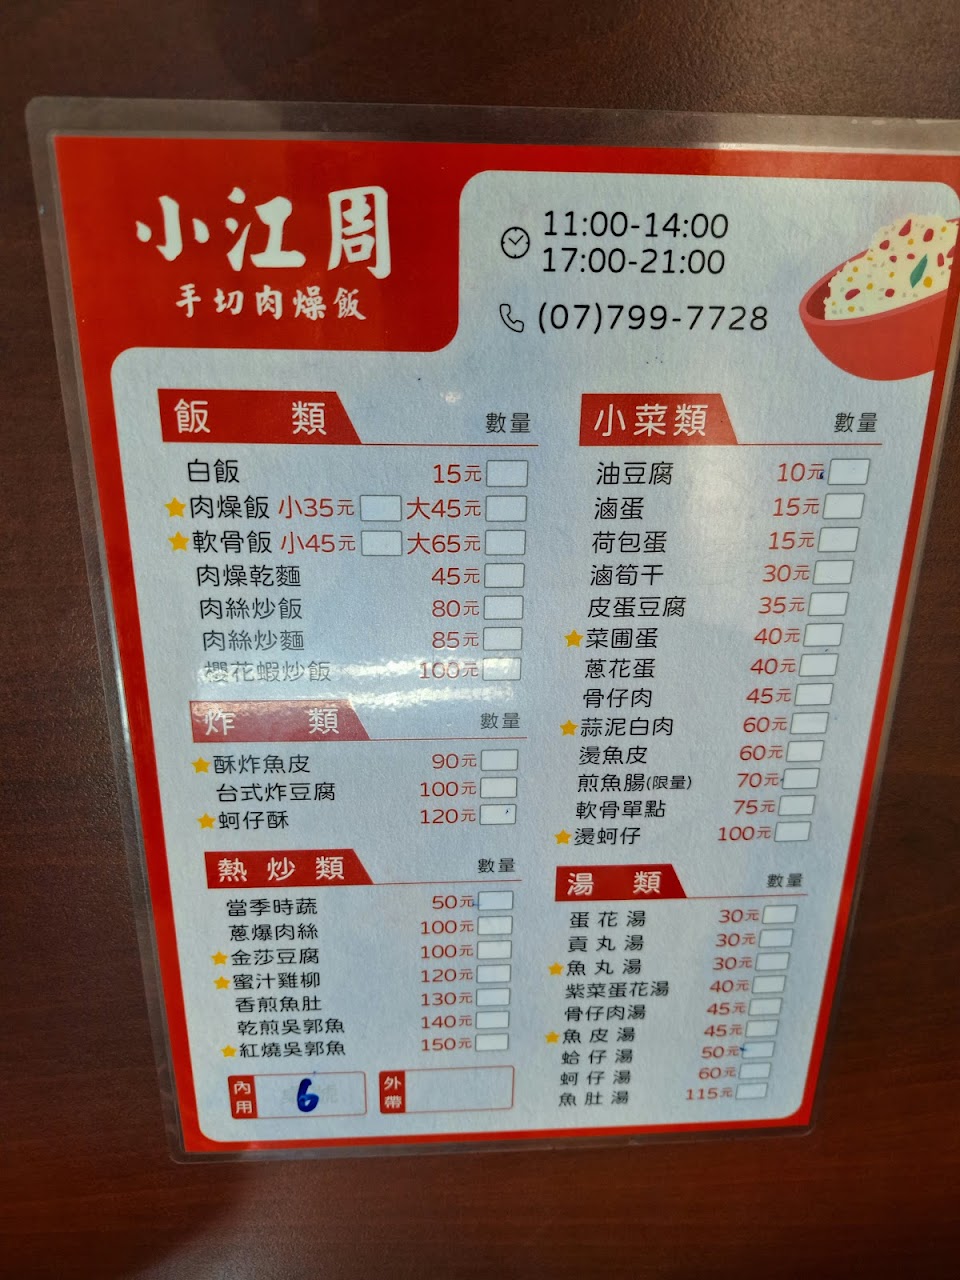 小江周
手切肉燥飯
11:00-14:00
17:00-21:00
(07)799-7728
飯類 數量
白飯 15元
肉燥飯 小35元 大45元
軟骨飯 小45元 大65元
肉燥乾麵 45元
肉絲炒飯 80元
肉絲炒麵 85元
櫻花蝦炒飯 100元
炸類 數量
酥炸魚皮 90元
台式炸豆腐 100元
蚵仔酥 120元
熱炒類 數量
當季時蔬 50元
蔥爆肉絲 100元
金莎豆腐 100元
蜜汁雞柳 120元
香煎魚肚 130元
乾煎吳郭魚 140元
紅燒吳郭魚 150元
內用 6
外帶
小菜類 數量
油豆腐 10元
滷蛋 15元
荷包蛋 15元
滷筍干 30元
皮蛋豆腐 35元
菜圃蛋 40元
蔥花蛋 40元
骨仔肉 45元
蒜泥白肉 60元
燙魚皮 60元
煎魚腸(限量) 70元
軟骨單點 75元
燙蚵仔 100元
湯類 數量
蛋花湯 30元
貢丸湯 30元
魚丸湯 30元
紫菜蛋花湯 40元
骨仔肉湯 45元
魚皮湯 45元
蛤仔湯 50元
蚵仔湯 60元
魚肚湯 115元